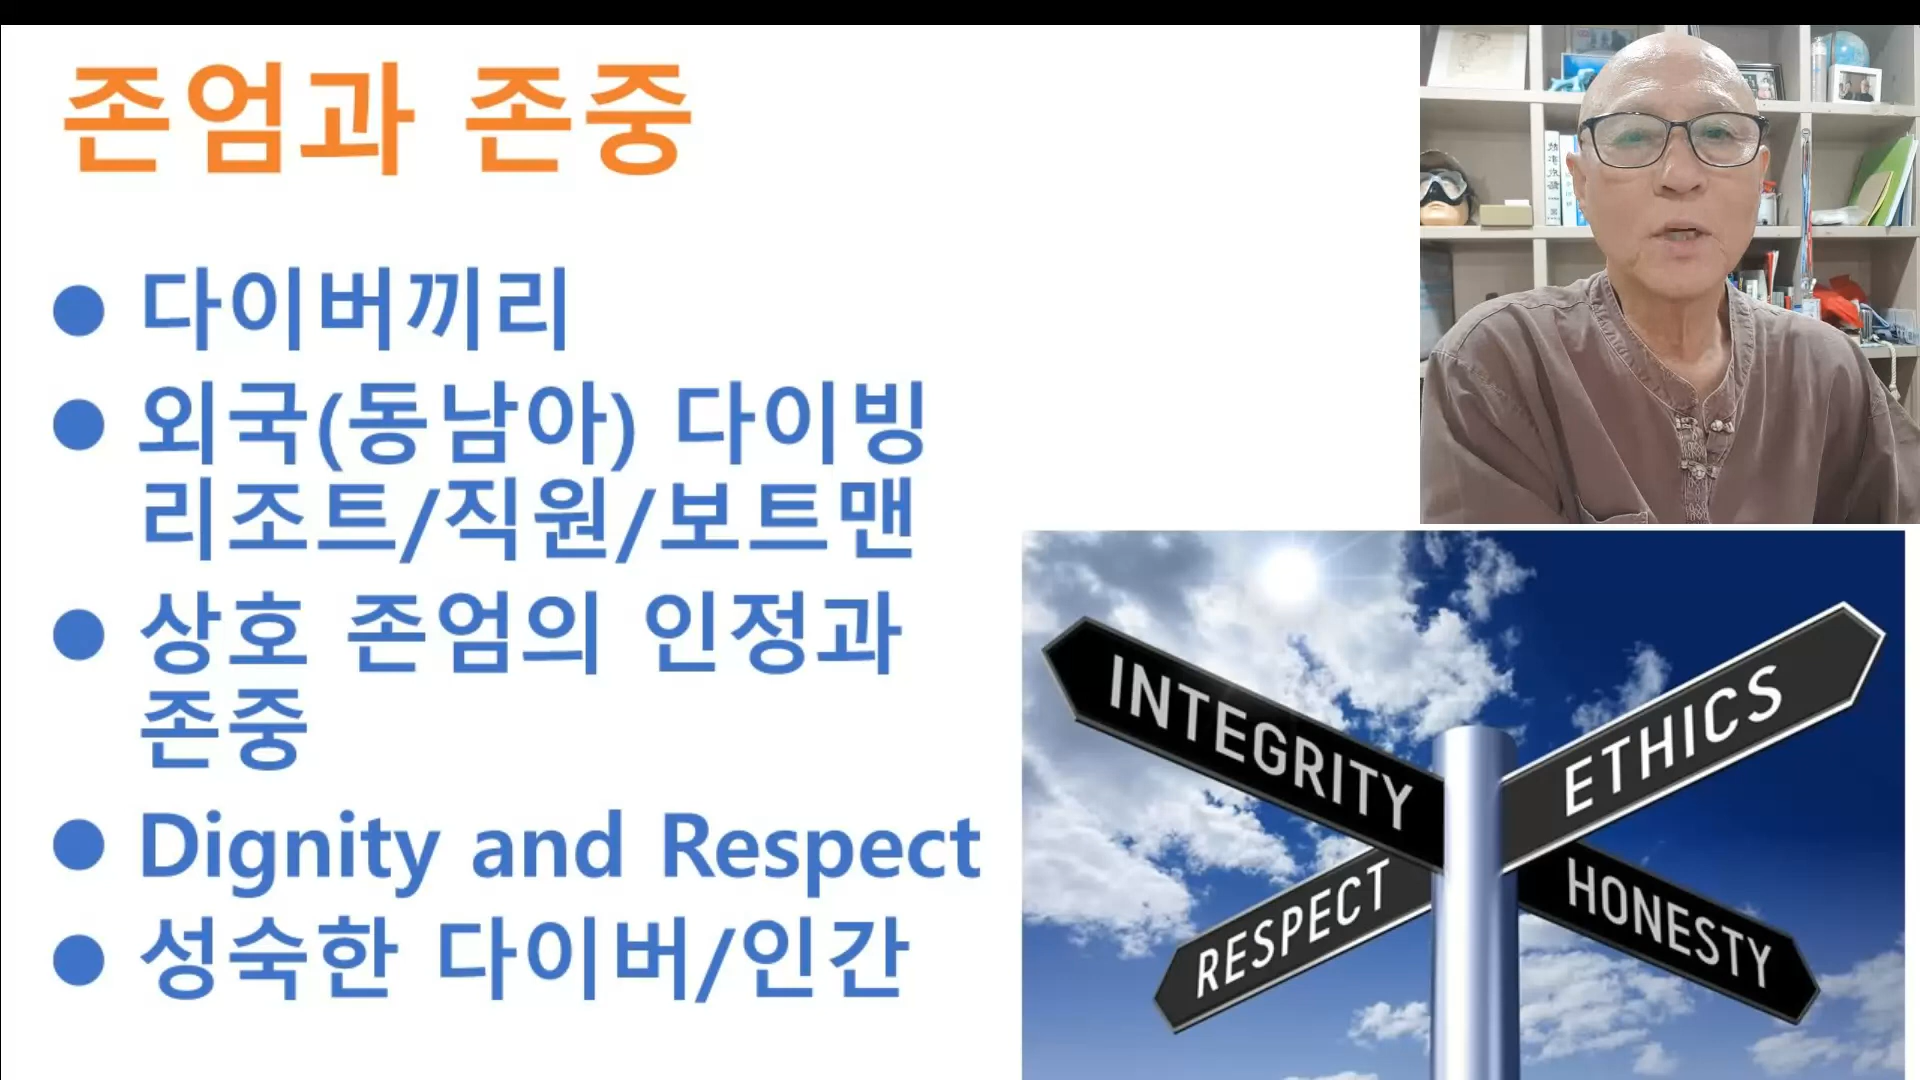 존엄과 존중
● 다이버끼리
● 외국(동남아) 다이빙
리조트/직원/보트맨
● 상호 존엄의 인정과
존중
● Dignity and Respect
● 성숙한 다이버/인간
INTEGRITY
ETHICS
RESPECT
HONESTY